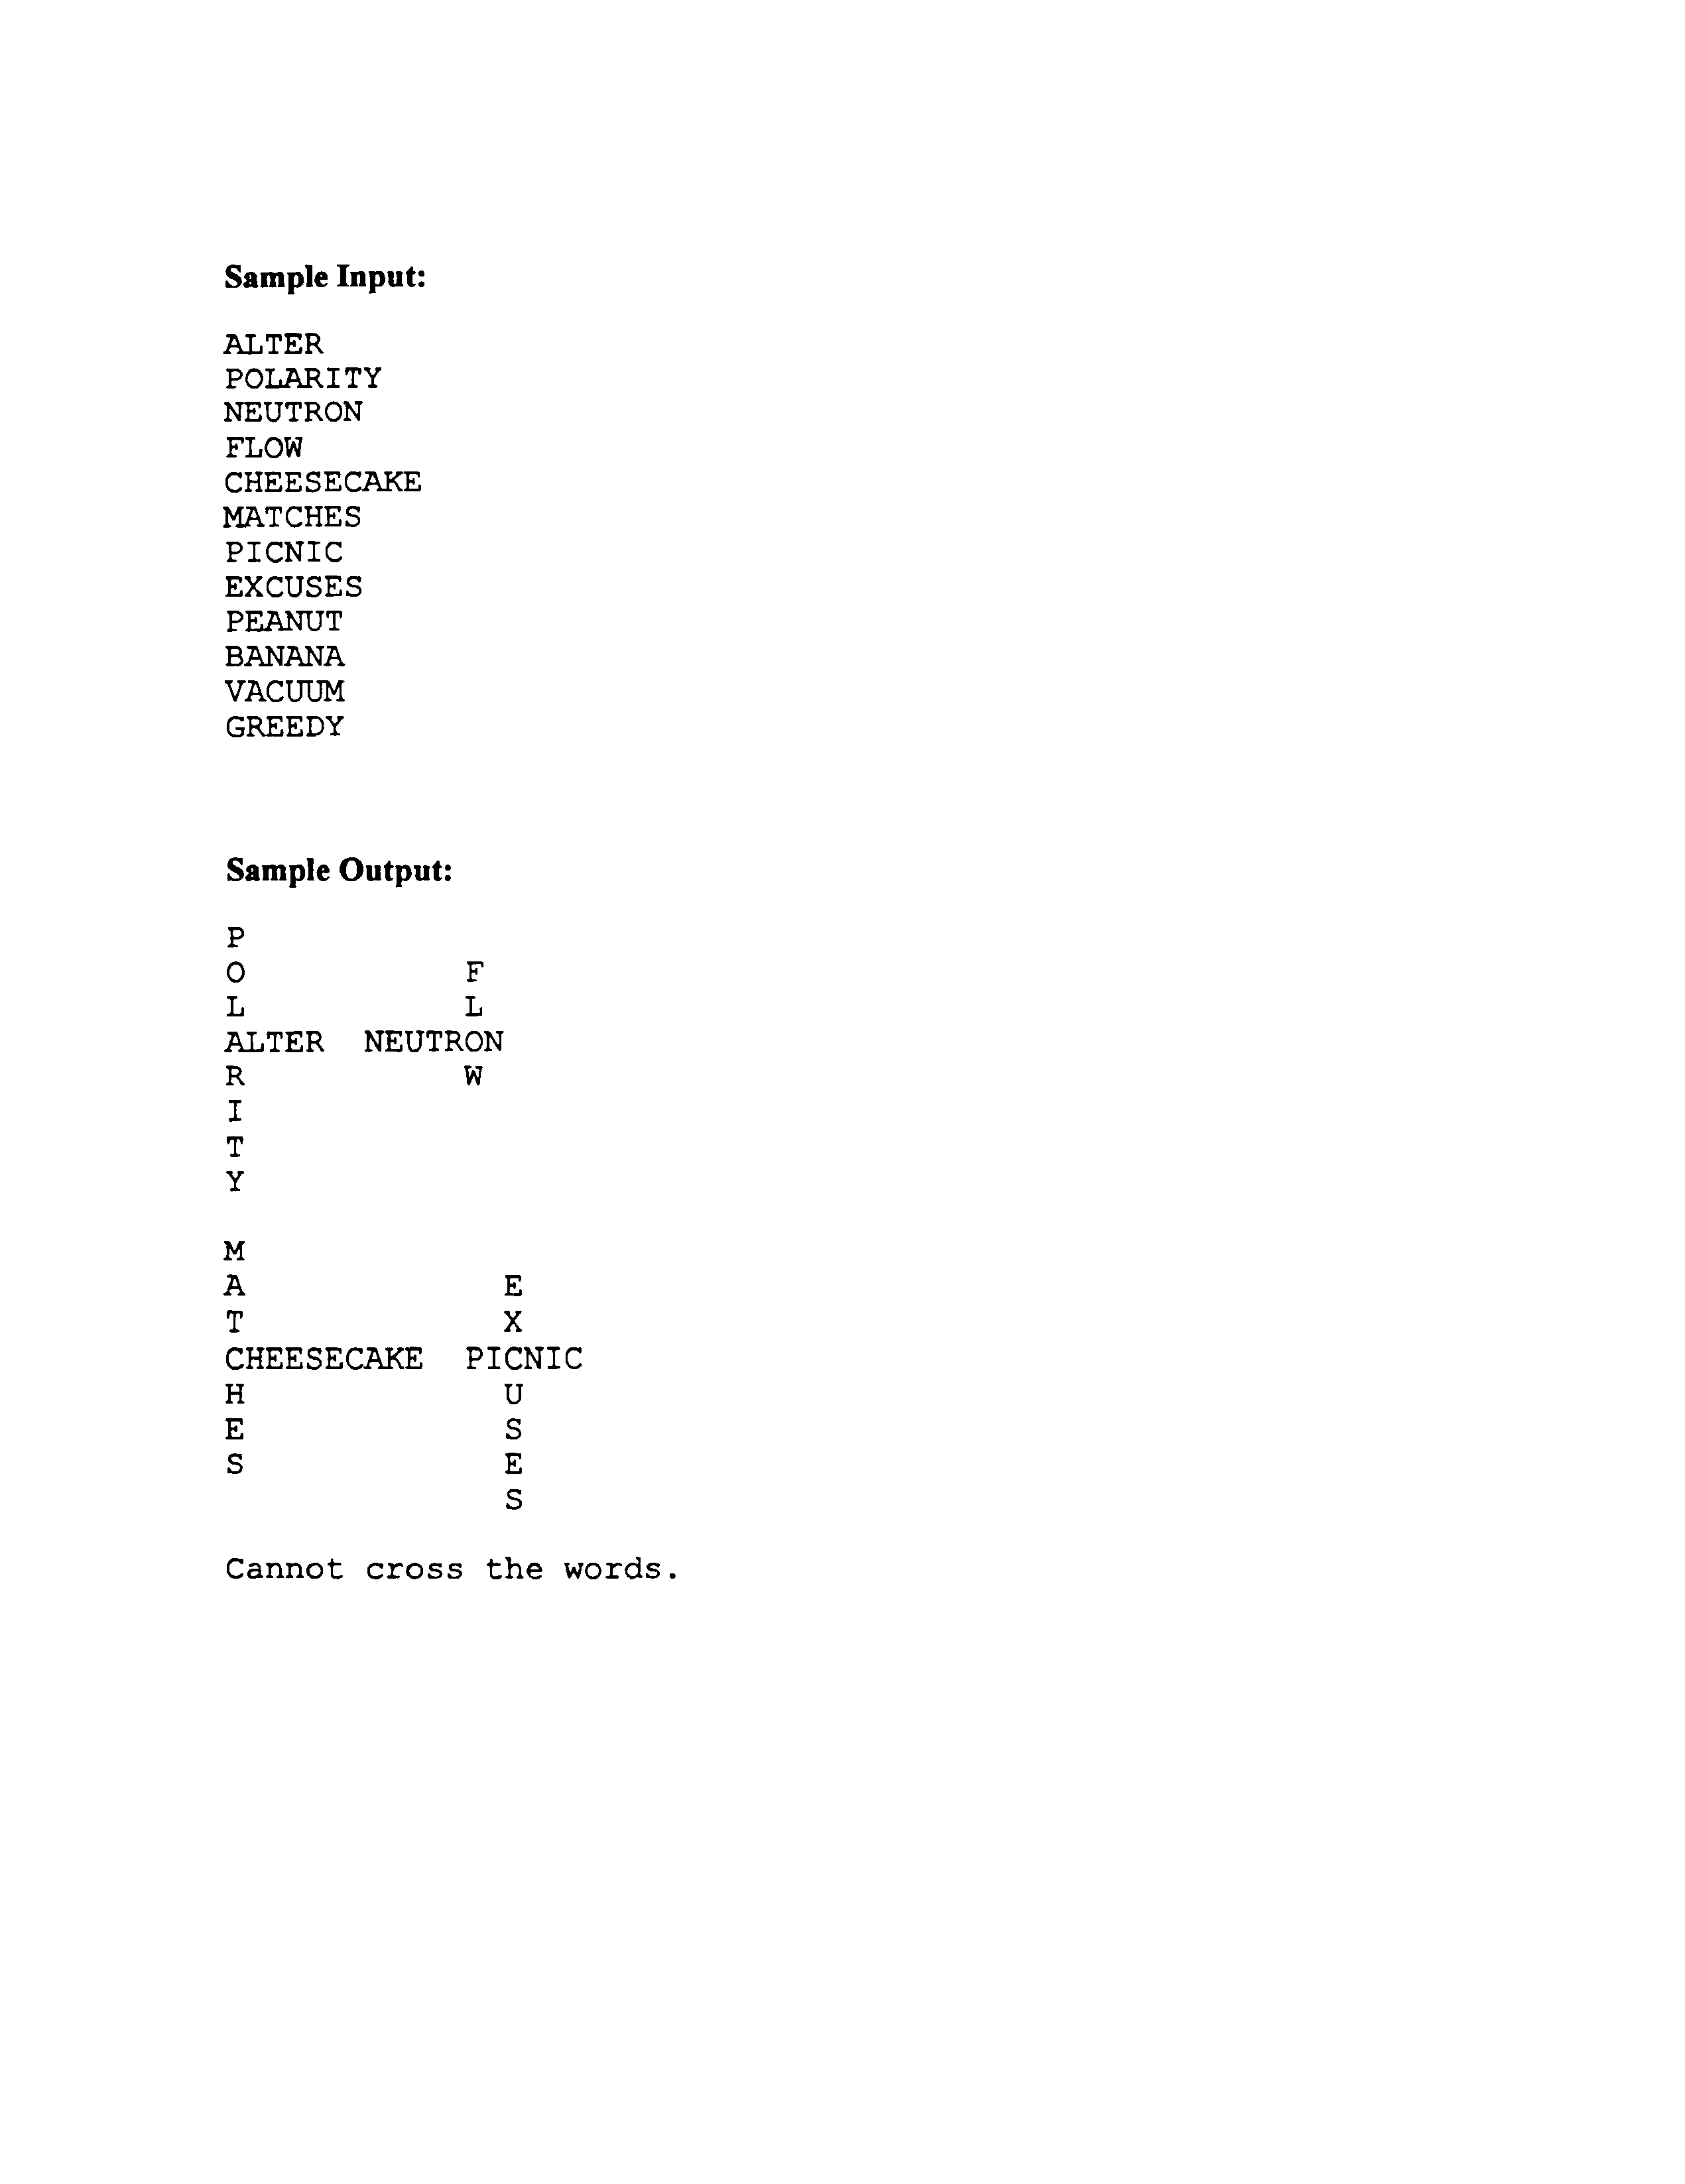 Sample Input:
ALTER
POLARITY
NEUTRON
FLOW
CHEESECAKE
MATCHES
PICNIC
EXCUSES
PEANUT
BANANA
VACUUM
GREEDY
Sample Output:
P
O           F
L           L
ALTER  NEUTRON
R           W
I
T
Y
M
A             E
T             X
CHEESECAKE  PICNIC
H             U
E             S
S             E
              S
Cannot cross the words.